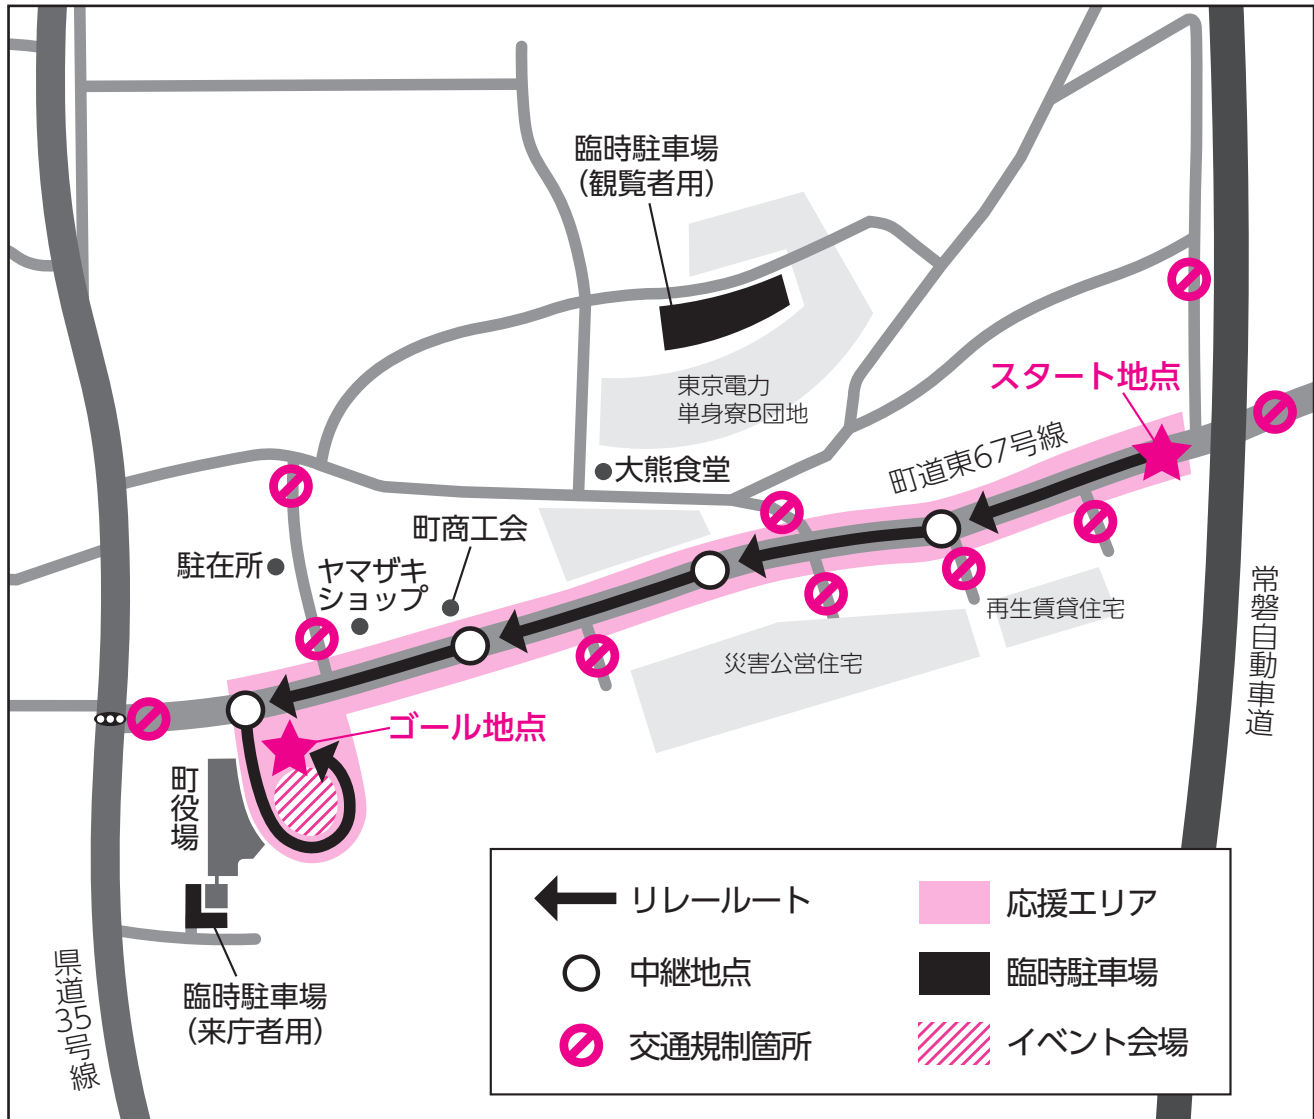 臨時駐車場
（観覧者用）
スタート地点
東京電力
単身寮B団地
町道東67号線
大熊食堂
町商工会
駐在所
ヤマザキ
ショップ
再生賃貸住宅
災害公営住宅
常磐自動車道
ゴール地点
町役場
臨時駐車場
（来庁者用）
県道35号線
リレールート
応援エリア
中継地点
臨時駐車場
交通規制箇所
イベント会場